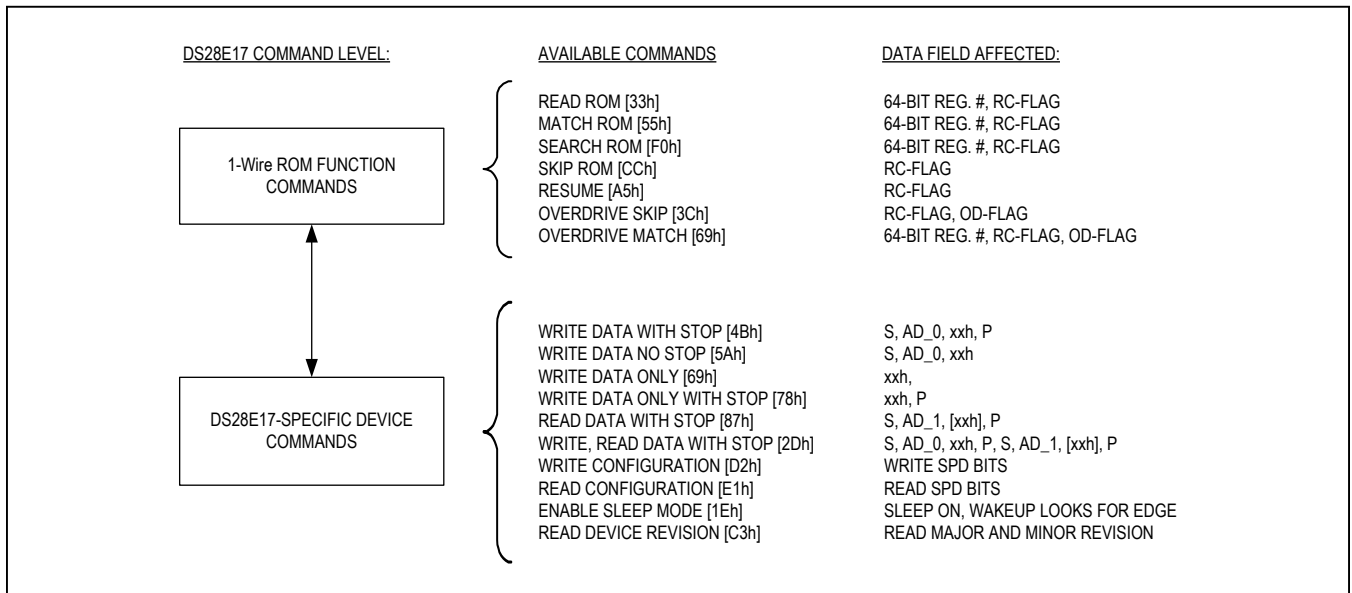 DS28E17 COMMAND LEVEL: AVAILABLE COMMANDS DATA FIELD AFFECTED:
READ ROM [33h] 64-BIT REG. #, RC-FLAG
MATCH ROM [55h] 64-BIT REG. #, RC-FLAG
SEARCH ROM [F0h] 64-BIT REG. #, RC-FLAG
1-Wire ROM FUNCTION
COMMANDS
SKIP ROM [CCh] RC-FLAG
RESUME [A5h] RC-FLAG
OVERDRIVE SKIP [3Ch] RC-FLAG, OD-FLAG
OVERDRIVE MATCH [69h] 64-BIT REG. #, RC-FLAG, OD-FLAG
WRITE DATA WITH STOP [4Bh] S, AD_0, xxh, P
WRITE DATA NO STOP [5Ah] S, AD_0, xxh
WRITE DATA ONLY [69h] xxh,
WRITE DATA ONLY WITH STOP [78h] xxh, P
DS28E17-SPECIFIC DEVICE
COMMANDS
READ DATA WITH STOP [87h] S, AD_1, [xxh], P
WRITE, READ DATA WITH STOP [2Dh] S, AD_0, xxh, P, S, AD_1, [xxh], P
WRITE CONFIGURATION [D2h] WRITE SPD BITS
READ CONFIGURATION [E1h] READ SPD BITS
ENABLE SLEEP MODE [1Eh] SLEEP ON, WAKEUP LOOKS FOR EDGE
READ DEVICE REVISION [C3h] READ MAJOR AND MINOR REVISION